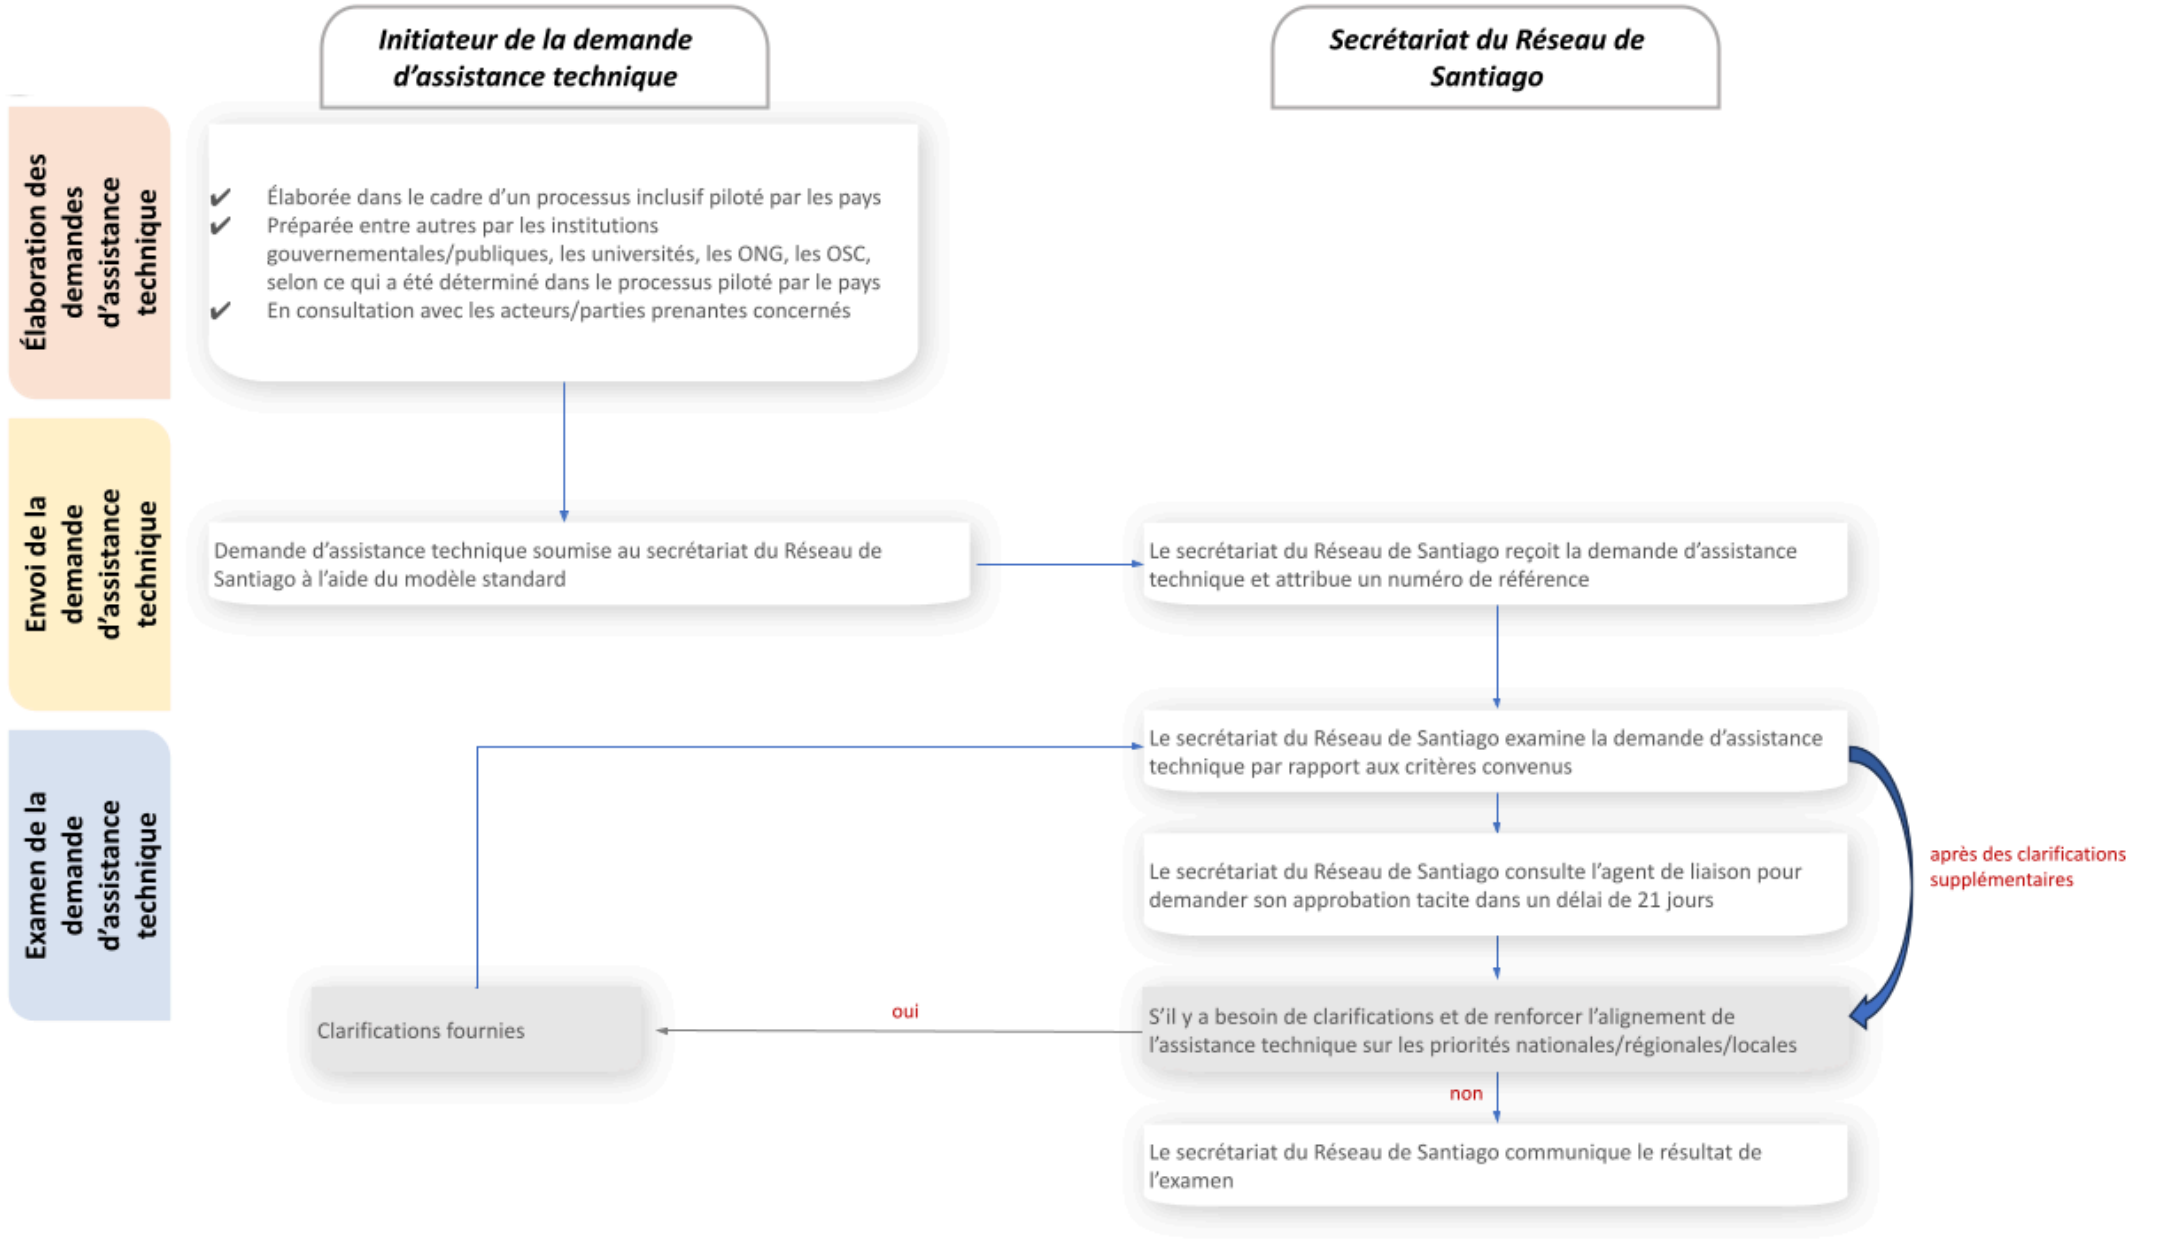 Initiateur de la demande
d'assistance technique
Secrétariat du Réseau de
Santiago
Élaboration des
demandes
d'assistance
technique
✔ Élaborée dans le cadre d'un processus inclusif piloté par les pays
✔ Préparée entre autres par les institutions
gouvernementales/publiques, les universités, les ONG, les OSC,
selon ce qui a été déterminé dans le processus piloté par le pays
✔ En consultation avec les acteurs/parties prenantes concernés
Envoi de la
demande
d'assistance
technique
Demande d'assistance technique soumise au secrétariat du Réseau de
Santiago à l'aide du modèle standard
Le secrétariat du Réseau de Santiago reçoit la demande d'assistance
technique et attribue un numéro de référence
Examen de la
demande
d'assistance
technique
Le secrétariat du Réseau de Santiago examine la demande d'assistance
technique par rapport aux critères convenus
Le secrétariat du Réseau de Santiago consulte l'agent de liaison pour
demander son approbation tacite dans un délai de 21 jours
après des clarifications
supplémentaires
Clarifications fournies
oui
S'il y a besoin de clarifications et de renforcer l'alignement de
l'assistance technique sur les priorités nationales/régionales/locales
non
Le secrétariat du Réseau de Santiago communique le résultat de
l'examen